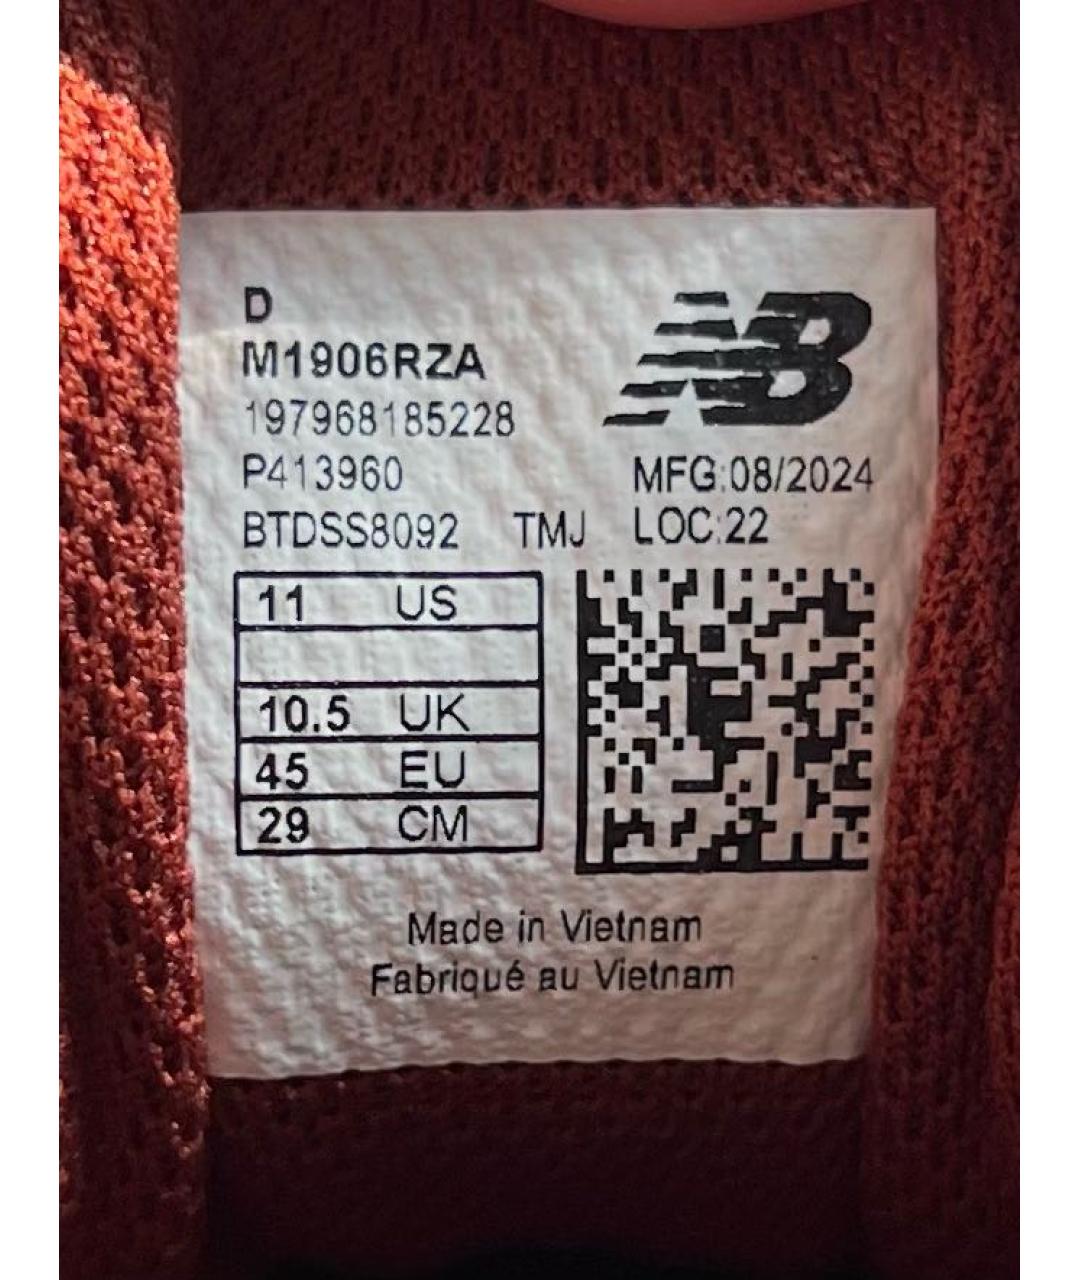 D
M1906RZA
197968185228
P413960
MFG:08/2024
BTDSS8092 TMJ LOC:22
11 US
10.5 UK
45 EU
29 CM
Made in Vietnam
Fabriqué au Vietnam